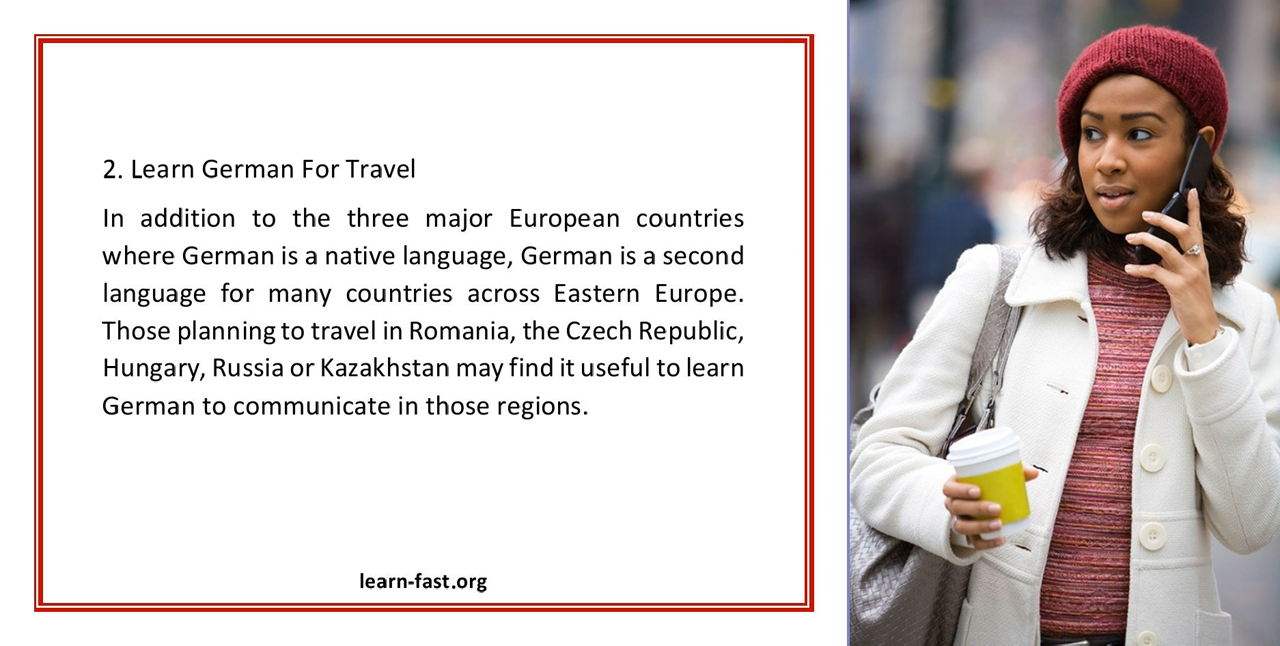 2. Learn German For Travel
In addition to the three major European countries
where German is a native language, German is a second
language for many countries across Eastern Europe.
Those planning to travel in Romania, the Czech Republic,
Hungary, Russia or Kazakhstan may find it useful to learn
German to communicate in those regions.
learn-fast.org